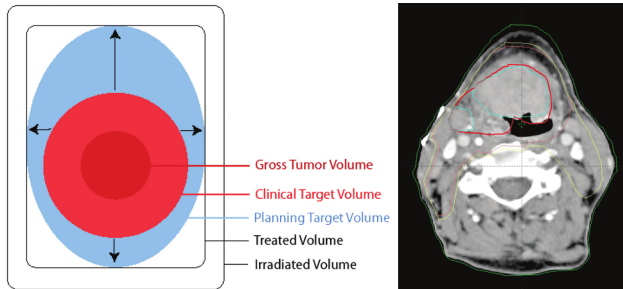 Gross Tumor Volume
Clinical Target Volume
Planning Target Volume
Treated Volume
Irradiated Volume